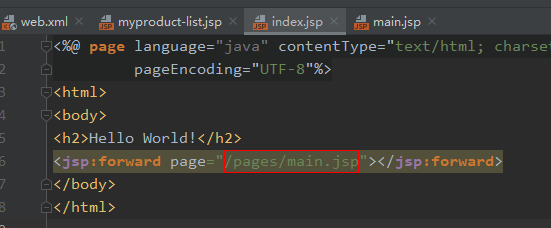 web.xml myproduct-list.jsp index.jsp main.jsp
1 <%@ page language="java" contentType="text/html;
2 pageEncoding="UTF-8"%>
3 <html>
4 <body>
5 <h2>Hello World!</h2>
6 <jsp:forward page="/pages/main.jsp"></jsp:forward>
7 </body>
8 </html>